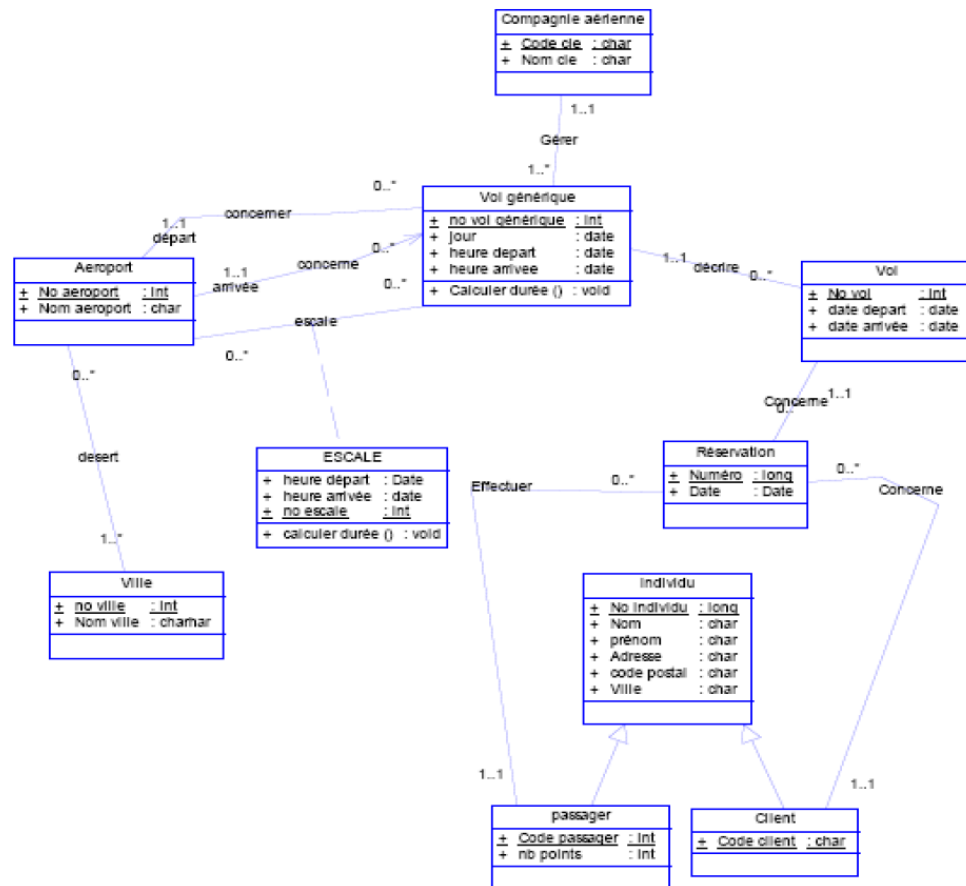 Compagnie aérienne
+ Code cie : char
+ Nom cie : char
1..1
Gérer
1..*
0..*
concerner
1..1
départ
Vol générique
+ no vol générique : int
+ jour : date
+ heure depart : date
+ heure arrivee : date
+ Calculer durée () : void
0..*
concerne
1..1
arrivée
0..*
1..1
décrire
0..*
Aeroport
+ No aeroport : int
+ Nom aeroport : char
Vol
+ No vol : int
+ date depart : date
+ date arrivée : date
escale
0..*
0..*
desert
1..*
1..1
Concerne
0..*
ESCALE
+ heure départ : Date
+ heure arrivée : date
+ no escale : int
+ calculer durée () : void
Réservation
+ Numéro : long
+ Date : Date
Effectuer
0..*
0..*
Concerne
Ville
+ no ville : int
+ Nom ville : charhar
Individu
+ No individu : long
+ Nom : char
+ prénom : char
+ Adresse : char
+ code postal : char
+ Ville : char
1..1
1..1
passager
+ Code passager : int
+ nb points : int
Client
+ Code client : char